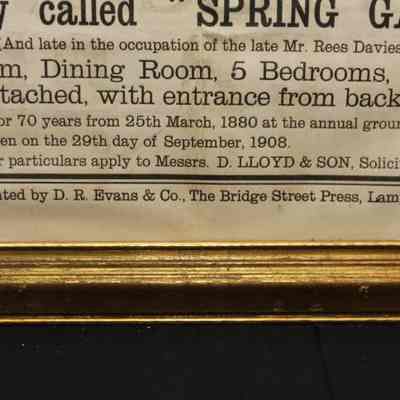 y called "SPRING GA
(And late in the occupation of the late Mr. Rees Davies
m, Dining Room, 5 Bedrooms,
tached, with entrance from back
or 70 years from 25th March, 1880 at the annual groun
en on the 29th day of September, 1908.
r particulars apply to Messrs. D. LLOYD & SON, Solicit
nted by D. R. Evans & Co., The Bridge Street Press, Lam